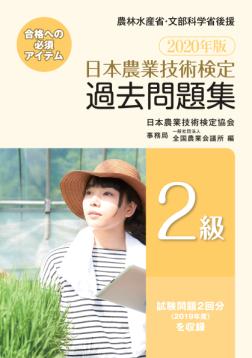 農林水産省・文部科学省後援
合格への
必須
アイテム
2020年版
日本農業技術検定
過去問題集
日本農業技術検定協会
事務局 一般社団法人 全国農業会議所 編
2級
試験問題2回分
(2019年度)
を収録